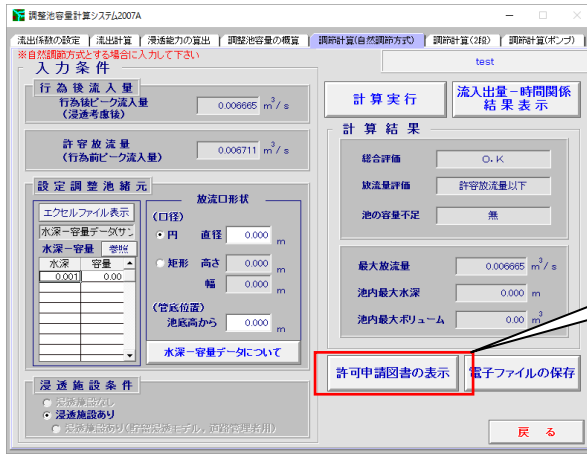 調整池容量計算システム2007A
流出係数の設定 流出計算 浸透能力の算出 調整池容量の概算 調節計算(自然調節方式) 調節計算(2段) 調節計算(ポンプ)
※自然調節方式とする場合に入力して下さい
test
入力条件
行為後流入量
行為後ピーク流入量
(浸透考慮後)
0.006665 m3/s
許容放流量
(行為前ピーク流入量)
0.006711 m3/s
設定調整池緒元
エクセルファイル表示
水深-容量データ(サン
水深-容量 参照
水深 容量
0.001 0.00
放流口形状
(口径)
円 直径 0.000 m
矩形 高さ 0.000 m
幅 0.000 m
(管底位置)
池底高から 0.000 m
水深-容量データについて
浸透施設条件
浸透施設なし
浸透施設あり
計算実行
流入出量-時間関係
結果表示
計算結果
総合評価 O.K
放流量評価 許容放流量以下
池の容量不足 無
最大放流量 0.006665 m3/s
池内最大水深 0.000 m
池内最大ボリューム 0.00 m3
許可申請図書の表示
電子ファイルの保存
戻る